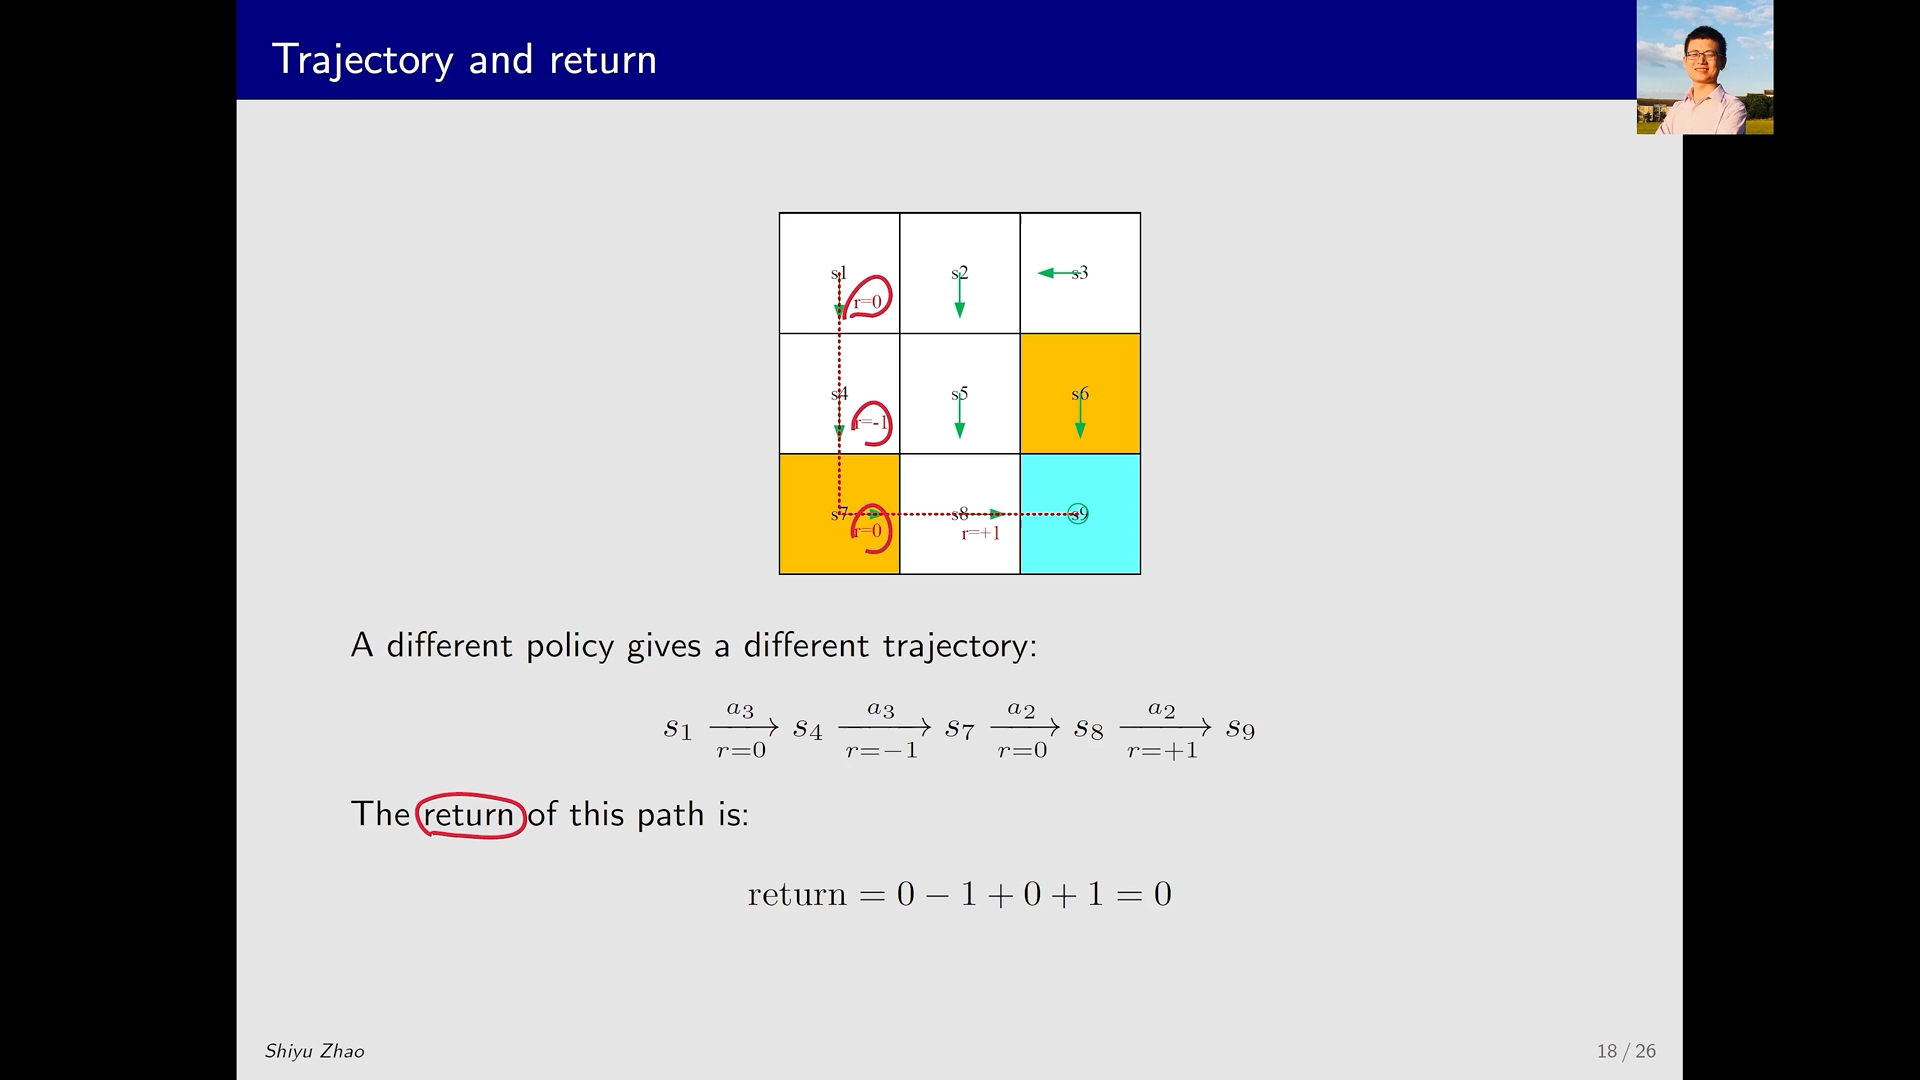 Trajectory and return
s1 s2 s3
r=0
s4 s5 s6
r=-1
s7 s8 s9
r=0 r=+1
A different policy gives a different trajectory:
s₁ —a₃/r=0→ s₄ —a₃/r=−1→ s₇ —a₂/r=0→ s₈ —a₂/r=+1→ s₉
The return of this path is:
return = 0 − 1 + 0 + 1 = 0
Shiyu Zhao 18 / 26